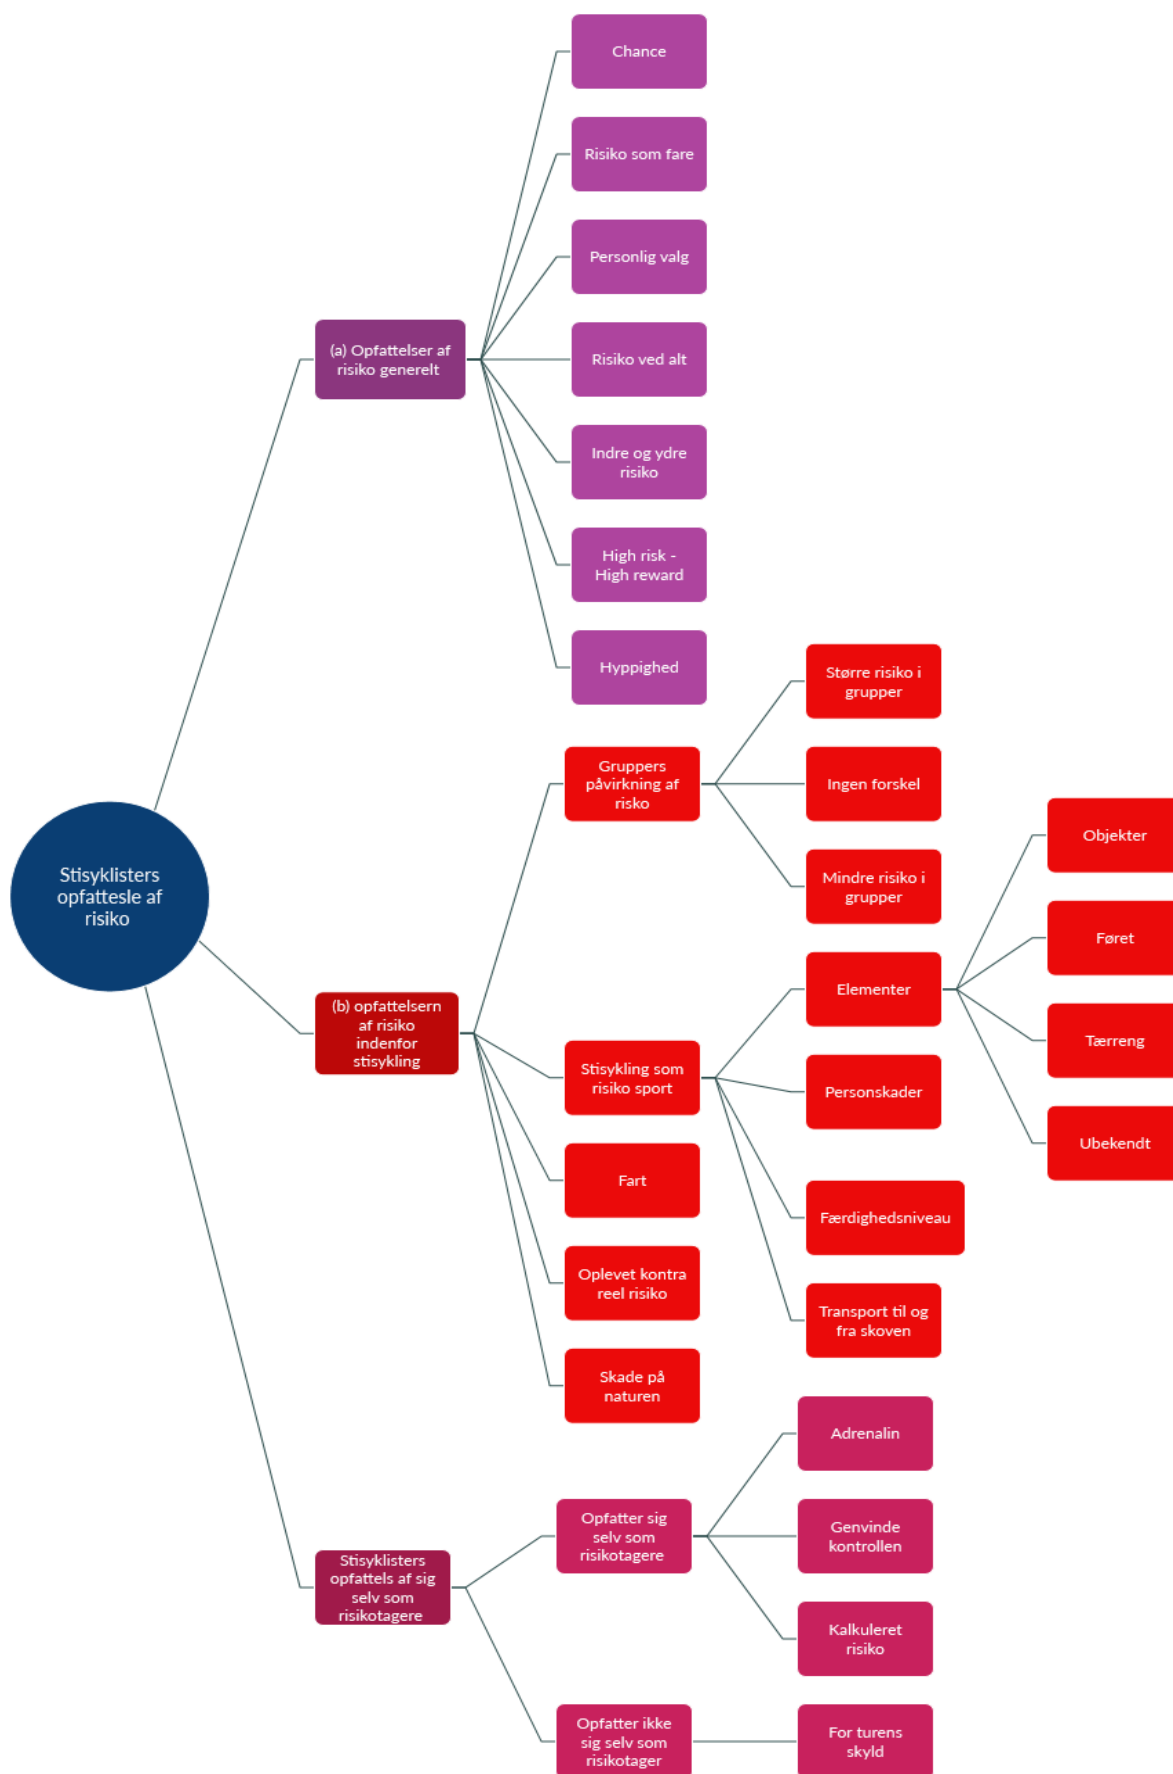 Chance
Risiko som fare
Personlig valg
(a) Opfattelser af
risiko generelt
Risiko ved alt
Indre og ydre
risiko
High risk -
High reward
Hyppighed
Stisyklisters
opfattesle af
risiko
(b) opfattelsern
af risiko
indenfor
stisykling
Gruppers
påvirkning af
risko
Større risiko i
grupper
Ingen forskel
Mindre risiko i
grupper
Stisykling som
risiko sport
Elementer
Objekter
Føret
Tærreng
Ubekendt
Personskader
Færdighedsniveau
Transport til og
fra skoven
Fart
Oplevet kontra
reel risiko
Skade på
naturen
Stisyklisters
opfattels af sig
selv som
risikotagere
Opfatter sig
selv som
risikotagere
Adrenalin
Genvinde
kontrollen
Kalkuleret
risiko
Opfatter ikke
sig selv som
risikotager
For turens
skyld